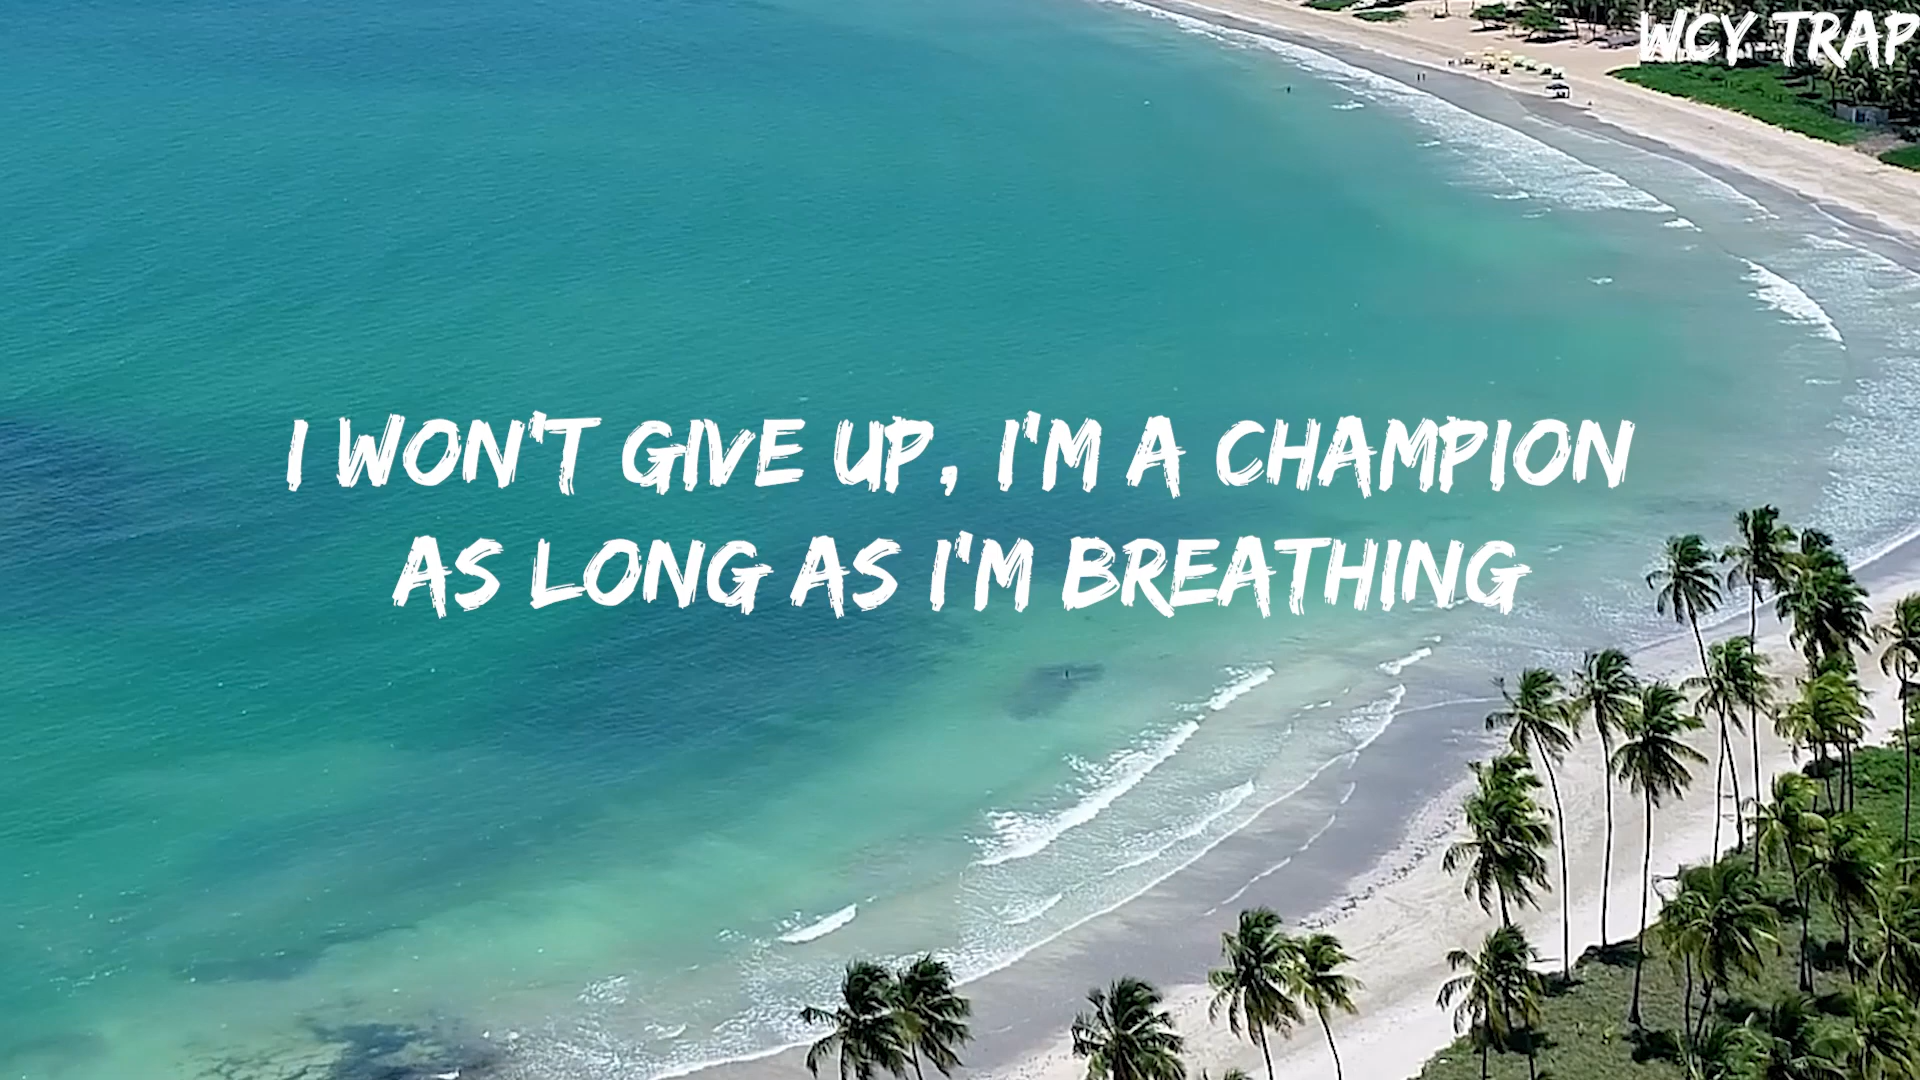 WCY TRAP
I WON'T GIVE UP, I'M A CHAMPION
AS LONG AS I'M BREATHING